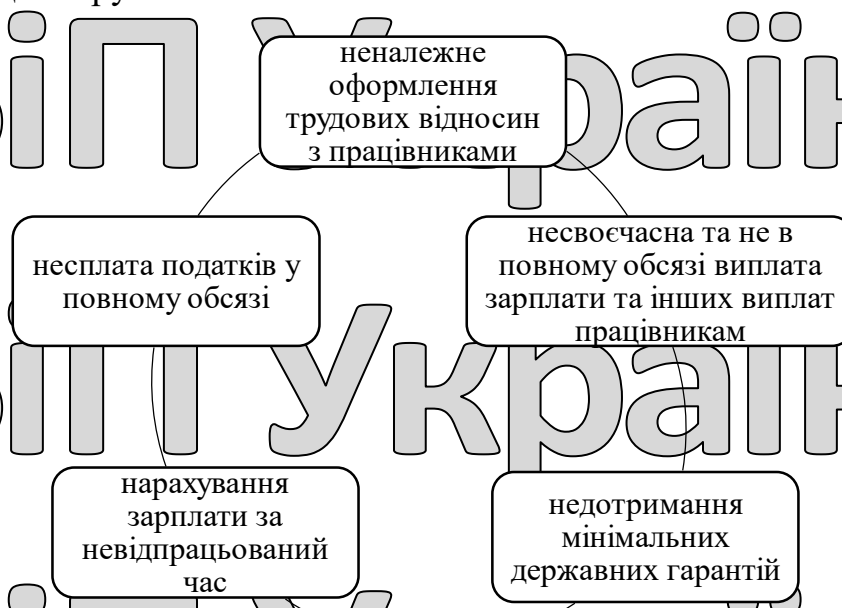 неналежне
оформлення
трудових відносин
з працівниками
несплата податків у
повному обсязі
несвоєчасна та не в
повному обсязі виплата
зарплати та інших виплат
працівникам
нарахування
зарплати за
невідпрацьований
час
недотримання
мінімальних
державних гарантій